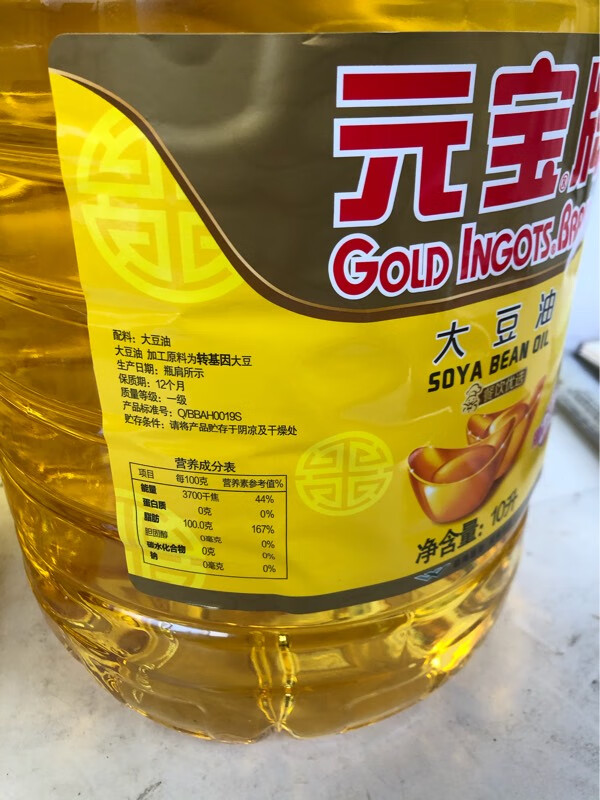 元宝
GOLD INGOTS
大豆油
SOYA BEAN OIL
餐饮优选
净含量：10升
配料：大豆油
大豆油 加工原料为转基因大豆
生产日期：瓶肩所示
保质期：12个月
质量等级：一级
产品标准号：Q/BBAH0019S
贮存条件：请将产品贮存于阴凉及干燥处
营养成分表
项目 每100克 营养素参考值%
能量 3700千焦 44%
蛋白质 0克 0%
脂肪 100.0克 167%
胆固醇 0毫克 0%
碳水化合物 0克 0%
钠 0毫克 0%